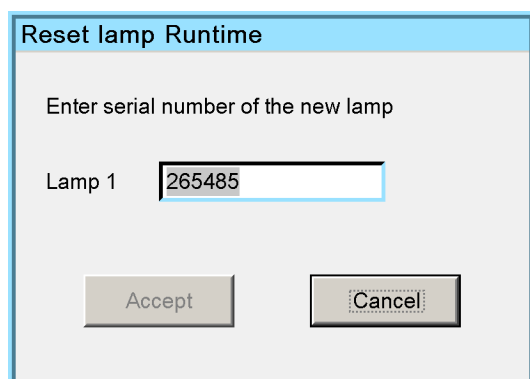 Reset lamp Runtime
Enter serial number of the new lamp
Lamp 1 265485
Accept Cancel